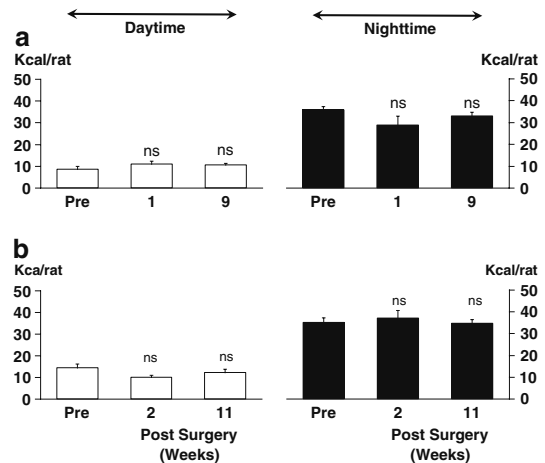 Daytime Nighttime
a
Kcal/rat Kcal/rat
50 50
40 40
ns ns ns ns
30 30
20 20
10 10
0 0
Pre 1 9 Pre 1 9
b
Kca/rat Kcal/rat
50 50
40 40
ns ns ns ns
30 30
20 20
10 10
0 0
Pre 2 11 Pre 2 11
Post Surgery Post Surgery
(Weeks) (Weeks)